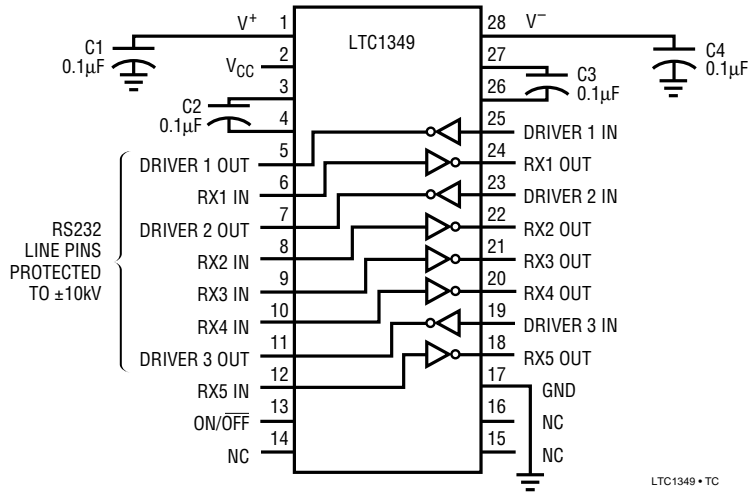 V+ 1 LTC1349 28 V−
C1
0.1µF
VCC 2
27
C3
0.1µF
C4
0.1µF
3
26
C2
0.1µF
4
25 DRIVER 1 IN
DRIVER 1 OUT 5
24 RX1 OUT
RX1 IN 6
23 DRIVER 2 IN
DRIVER 2 OUT 7
22 RX2 OUT
RX2 IN 8
21 RX3 OUT
RX3 IN 9
20 RX4 OUT
RX4 IN 10
19 DRIVER 3 IN
DRIVER 3 OUT 11
18 RX5 OUT
RX5 IN 12
17 GND
ON/OFF 13
16 NC
NC 14
15 NC
RS232
LINE PINS
PROTECTED
TO ±10kV
LTC1349 • TC